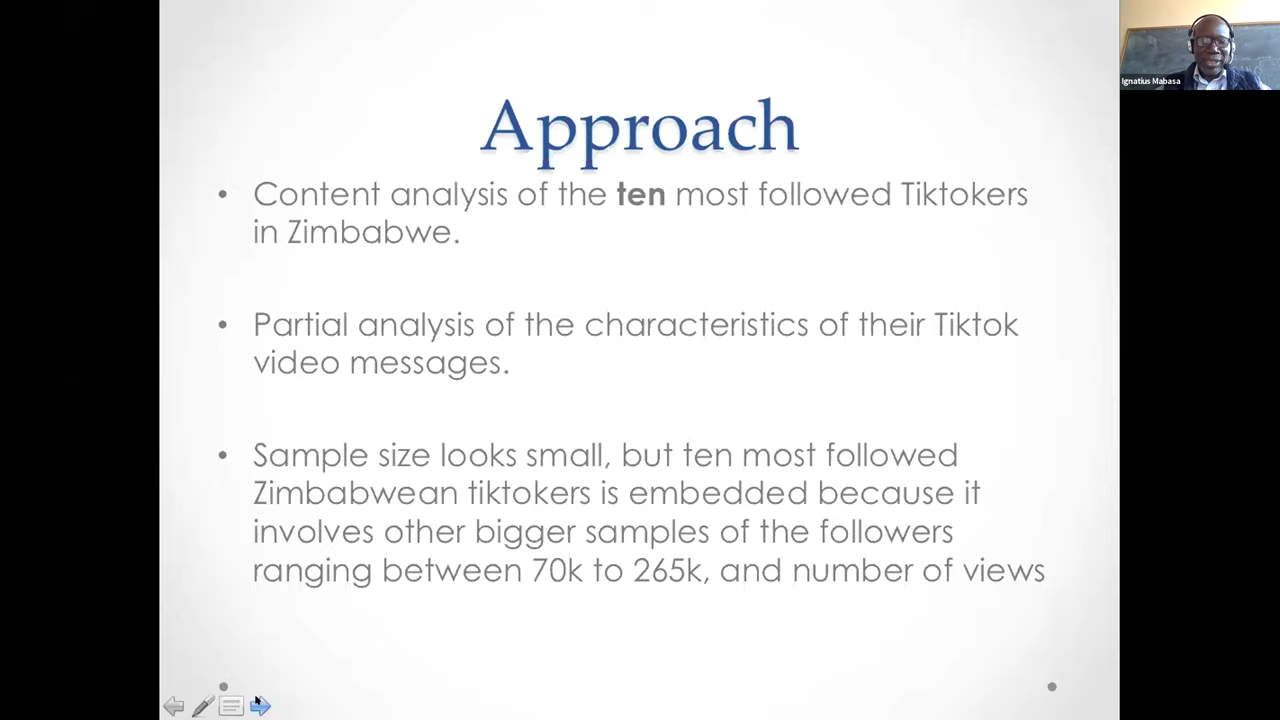 Approach
• Content analysis of the ten most followed Tiktokers
in Zimbabwe.
• Partial analysis of the characteristics of their Tiktok
video messages.
• Sample size looks small, but ten most followed
Zimbabwean tiktokers is embedded because it
involves other bigger samples of the followers
ranging between 70k to 265k, and number of views
Ignatius Mabasa